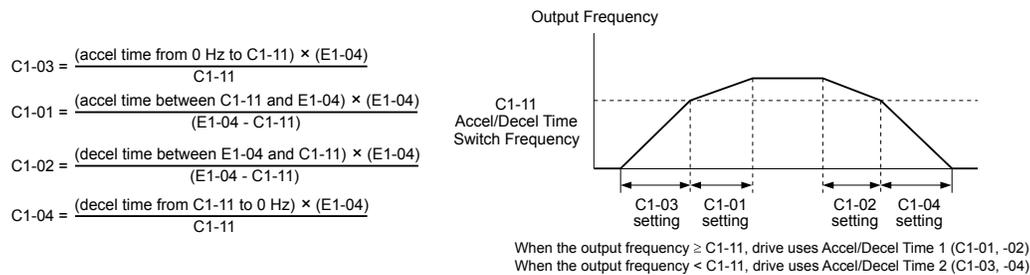 C1-03 = (accel time from 0 Hz to C1-11) × (E1-04)
C1-11
C1-01 = (accel time between C1-11 and E1-04) × (E1-04)
(E1-04 - C1-11)
C1-02 = (decel time between E1-04 and C1-11) × (E1-04)
(E1-04 - C1-11)
C1-04 = (decel time from C1-11 to 0 Hz) × (E1-04)
C1-11
Output Frequency
C1-11
Accel/Decel Time
Switch Frequency
C1-03 setting
C1-01 setting
C1-02 setting
C1-04 setting
When the output frequency ≥ C1-11, drive uses Accel/Decel Time 1 (C1-01, -02)
When the output frequency < C1-11, drive uses Accel/Decel Time 2 (C1-03, -04)